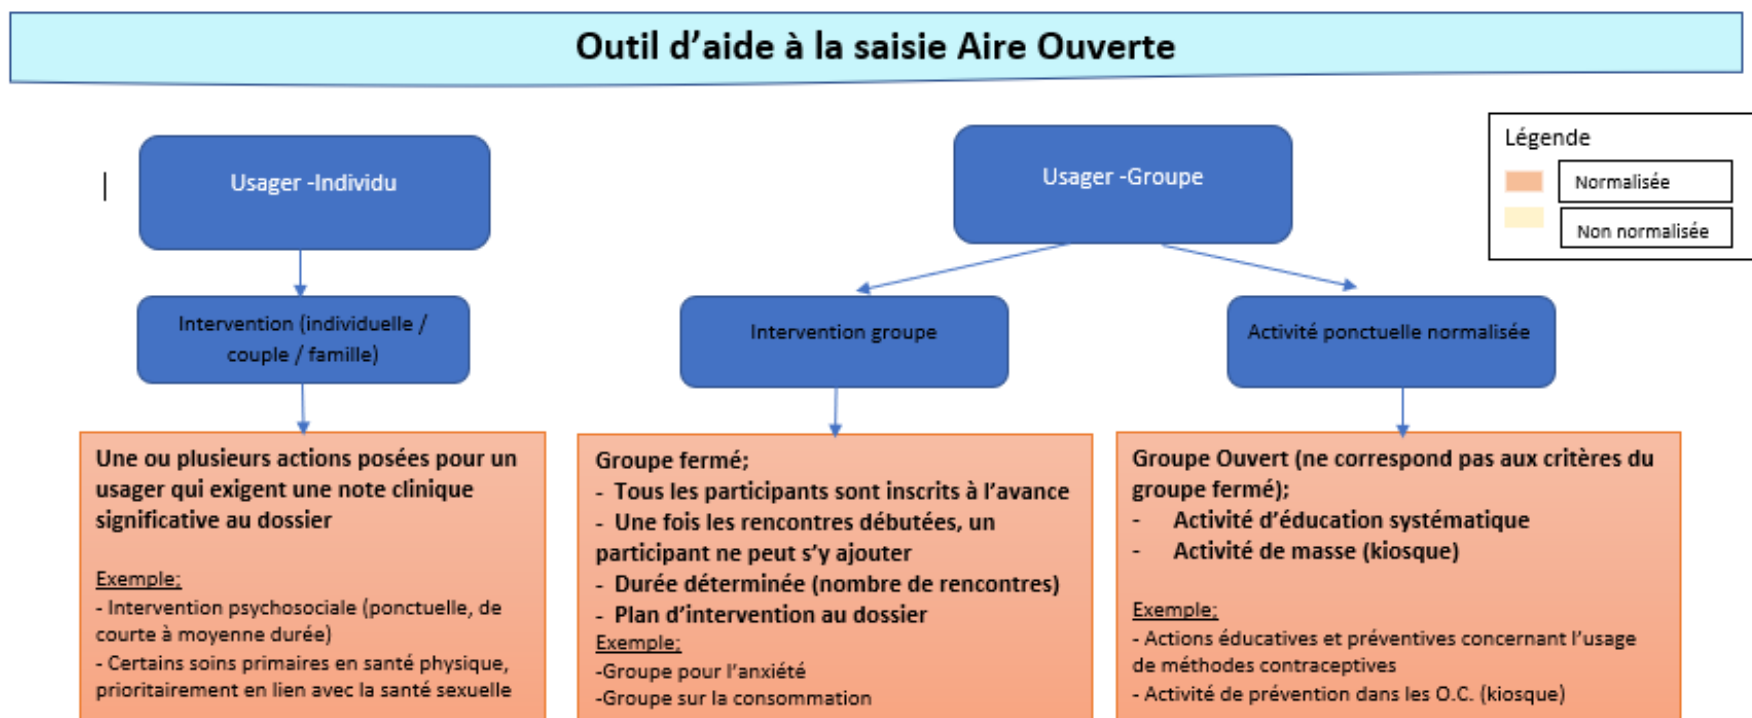 Outil d’aide à la saisie Aire Ouverte
Usager -Individu
Usager -Groupe
Légende
Normalisée
Non normalisée
Intervention (individuelle /
couple / famille)
Intervention groupe
Activité ponctuelle normalisée
Une ou plusieurs actions posées pour un
usager qui exigent une note clinique
significative au dossier
Exemple;
- Intervention psychosociale (ponctuelle, de
courte à moyenne durée)
- Certains soins primaires en santé physique,
prioritairement en lien avec la santé sexuelle
Groupe fermé;
- Tous les participants sont inscrits à l’avance
- Une fois les rencontres débutées, un
participant ne peut s’y ajouter
- Durée déterminée (nombre de rencontres)
- Plan d’intervention au dossier
Exemple;
-Groupe pour l’anxiété
-Groupe sur la consommation
Groupe Ouvert (ne correspond pas aux critères du
groupe fermé);
- Activité d’éducation systématique
- Activité de masse (kiosque)
Exemple;
- Actions éducatives et préventives concernant l’usage
de méthodes contraceptives
- Activité de prévention dans les O.C. (kiosque)